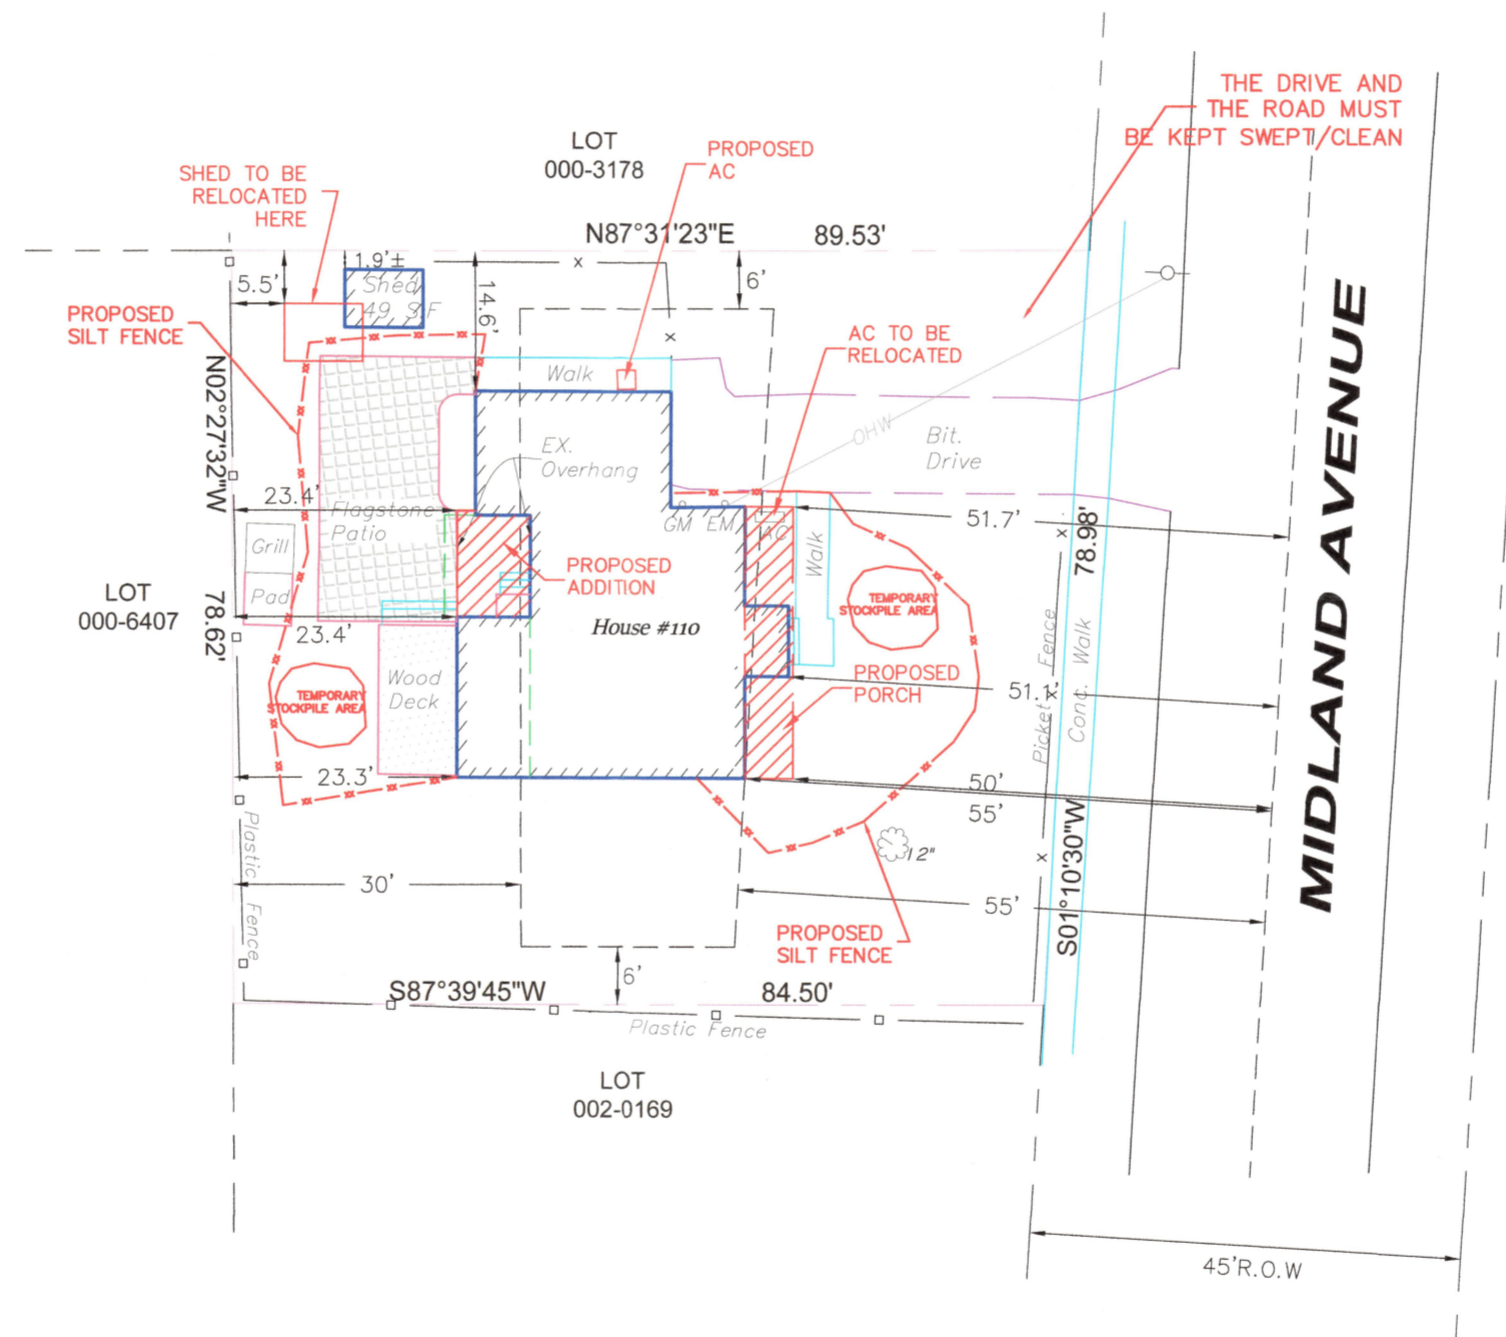 THE DRIVE AND
THE ROAD MUST
BE KEPT SWEPT/CLEAN
LOT
000-3178
PROPOSED
AC
SHED TO BE
RELOCATED
HERE
N87°31'23"E 89.53'
1.9'±
5.5'
Shed
49 S.F
14.6'
6'
PROPOSED
SILT FENCE
AC TO BE
RELOCATED
Walk
OHW
Bit.
Drive
N02°27'32"W 78.62'
EX.
Overhang
23.4'
Flagstone
Patio
GM EM
AC
Walk
51.7'
78.98'
MIDLAND AVENUE
Grill
Pad
PROPOSED
ADDITION
TEMPORARY
STOCKPILE AREA
LOT
000-6407
23.4'
House #110
Picket Fence
Conc. Walk
Wood
Deck
PROPOSED
PORCH
51.1'
TEMPORARY
STOCKPILE AREA
23.3'
50'
55'
S01°10'30"W
Plastic Fence
12"
30'
55'
PROPOSED
SILT FENCE
6'
S87°39'45"W 84.50'
Plastic Fence
LOT
002-0169
45'R.O.W